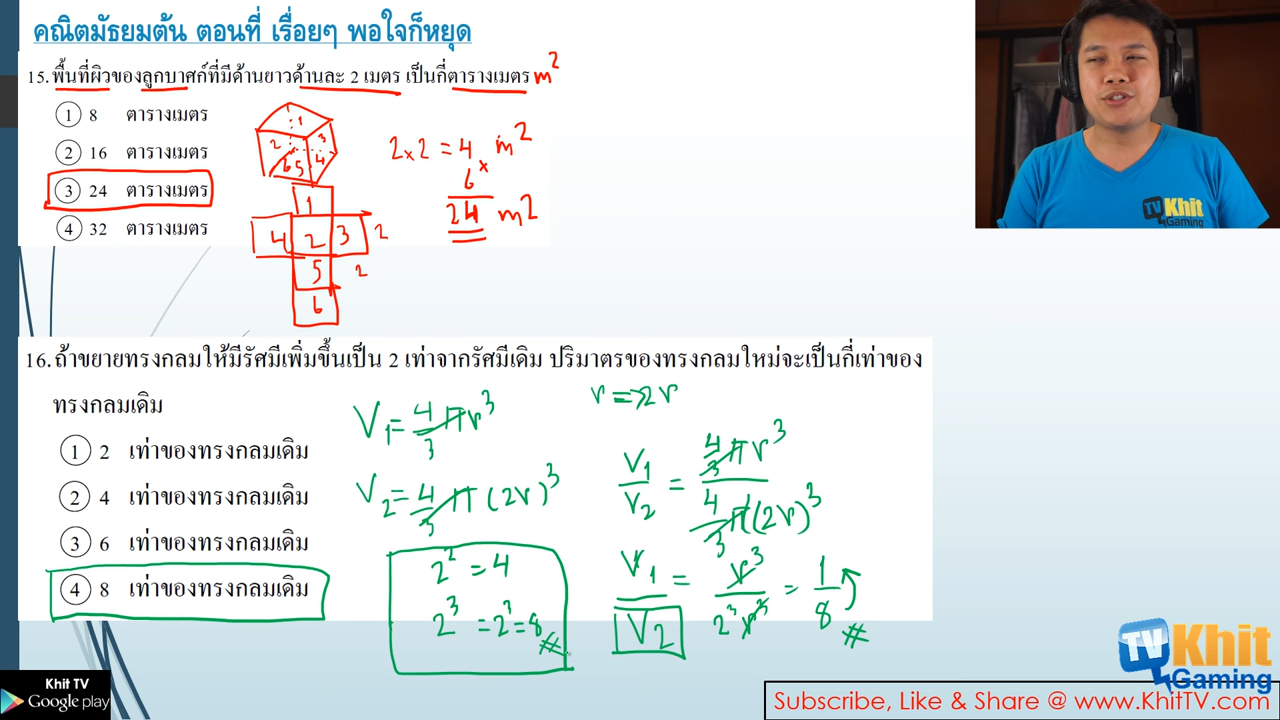 คณิตมัธยมต้น ตอนที่ เรื่อยๆ พอใจก็หยุด
15. พื้นที่ผิวของลูกบาศก์ที่มีด้านยาวด้านละ 2 เมตร เป็นกี่ตารางเมตร m²
1 8 ตารางเมตร
2 16 ตารางเมตร
3 24 ตารางเมตร
4 32 ตารางเมตร
1
2 3
6 5 4
1
4 2 3 2
5 2
6
2 x 2 = 4 m²
6 x
24 m²
TV Khit
Gaming
16. ถ้าขยายทรงกลมให้มีรัศมีเพิ่มขึ้นเป็น 2 เท่าจากรัศมีเดิม ปริมาตรของทรงกลมใหม่จะเป็นกี่เท่าของ
ทรงกลมเดิม
1 2 เท่าของทรงกลมเดิม
2 4 เท่าของทรงกลมเดิม
3 6 เท่าของทรงกลมเดิม
4 8 เท่าของทรงกลมเดิม
V₁ = 4/3 πr³
V₂ = 4/3 π(2r)³
2² = 4
2³ = 2³ = 8 #
r => 2r
V₁/V₂ = 4/3 πr³ / 4/3 π(2r)³
V₁/V₂ = r³/2³r³ = 1/8 #
Khit TV
Google play
TV Khit
Gaming
Subscribe, Like & Share @ www.KhitTV.com